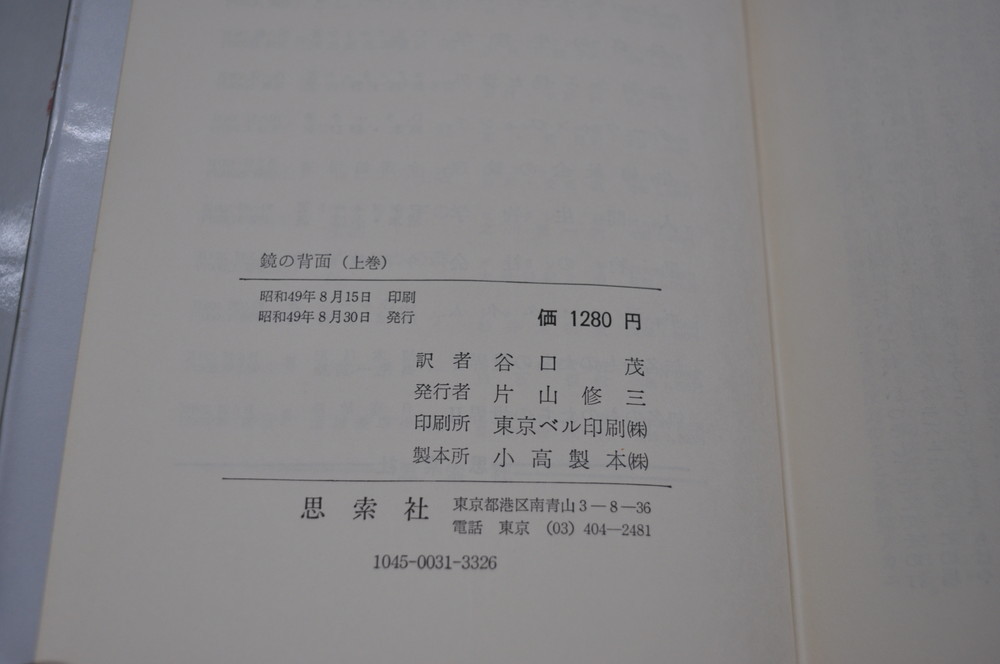 鏡の背面（上巻）
昭和49年8月15日　印刷
昭和49年8月30日　発行
価 1280 円
訳者　谷口　茂
発行者　片山修三
印刷所　東京ベル印刷㈱
製本所　小高製本㈱
思索社
東京都港区南青山3―8―36
電話　東京　(03) 404―2481
1045-0031-3326